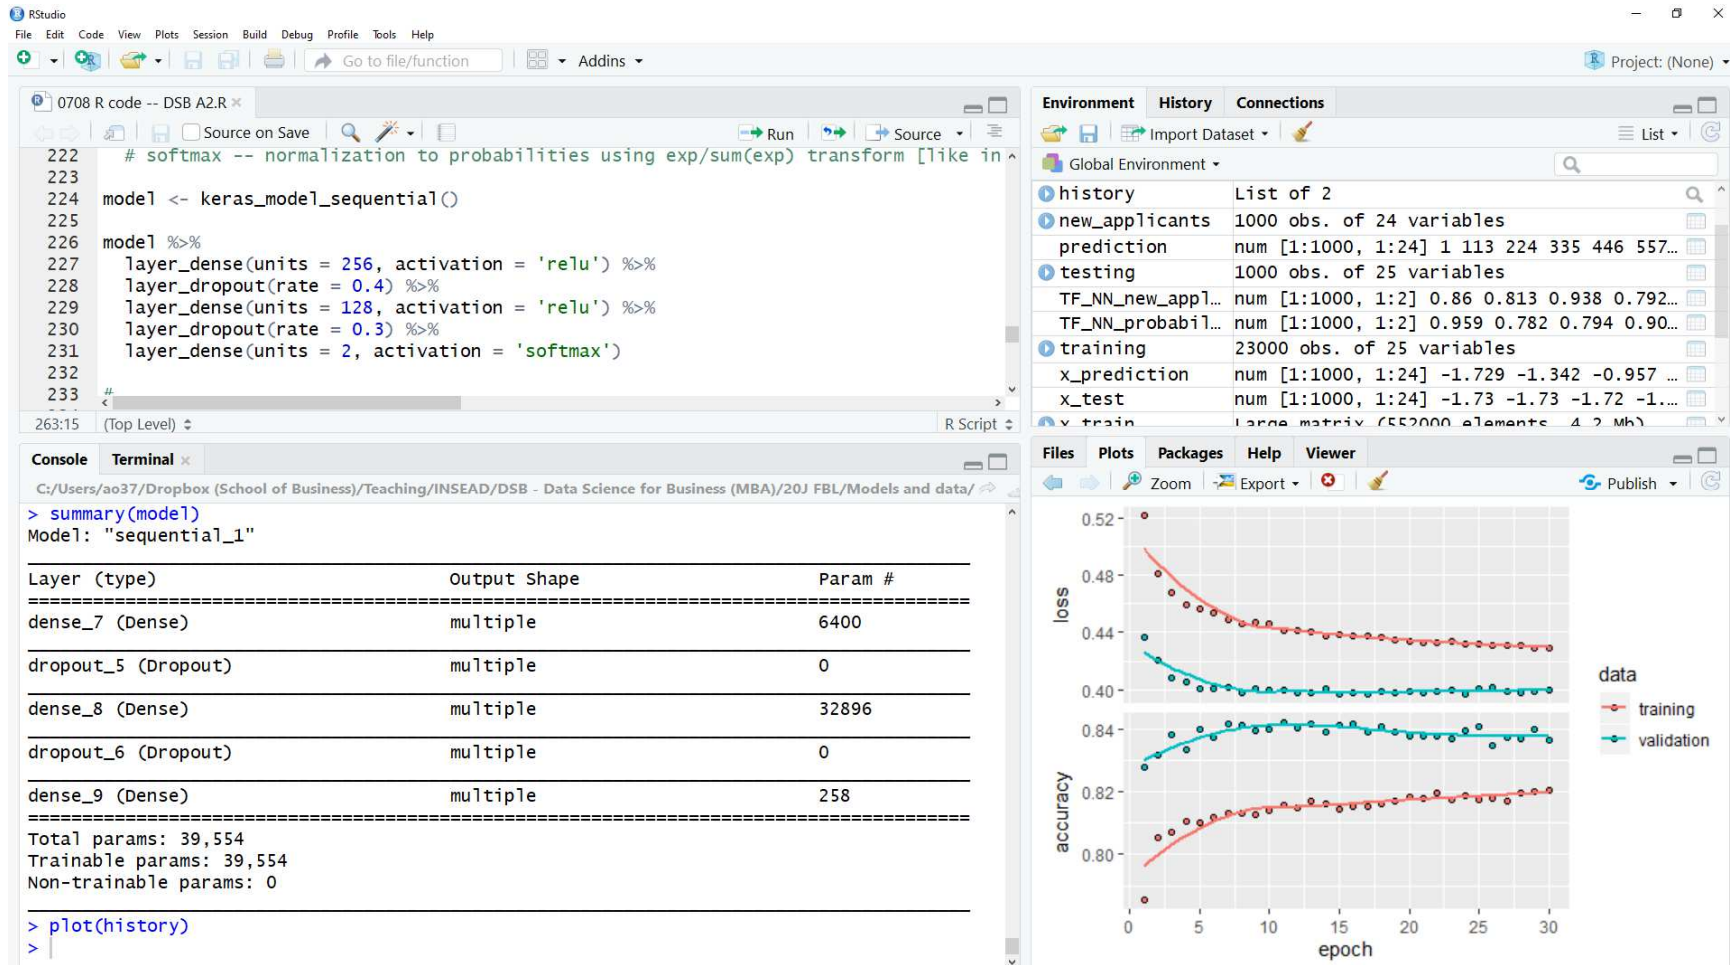 RStudio
File Edit Code View Plots Session Build Debug Profile Tools Help
Go to file/function Addins Project: (None)
0708 R code -- DSB A2.R
Source on Save Run Source
222 # softmax -- normalization to probabilities using exp/sum(exp) transform [like in
223
224 model <- keras_model_sequential()
225
226 model %>%
227 layer_dense(units = 256, activation = 'relu') %>%
228 layer_dropout(rate = 0.4) %>%
229 layer_dense(units = 128, activation = 'relu') %>%
230 layer_dropout(rate = 0.3) %>%
231 layer_dense(units = 2, activation = 'softmax')
232
233 #
263:15 (Top Level) R Script
Console Terminal
C:/Users/ao37/Dropbox (School of Business)/Teaching/INSEAD/DSB - Data Science for Business (MBA)/20J FBL/Models and data/
> summary(model)
Model: "sequential_1"
Layer (type) Output Shape Param #
dense_7 (Dense) multiple 6400
dropout_5 (Dropout) multiple 0
dense_8 (Dense) multiple 32896
dropout_6 (Dropout) multiple 0
dense_9 (Dense) multiple 258
Total params: 39,554
Trainable params: 39,554
Non-trainable params: 0
> plot(history)
>
Environment History Connections
Import Dataset List
Global Environment
history List of 2
new_applicants 1000 obs. of 24 variables
prediction num [1:1000, 1:24] 1 113 224 335 446 557…
testing 1000 obs. of 25 variables
TF_NN_new_appl… num [1:1000, 1:2] 0.86 0.813 0.938 0.792…
TF_NN_probabil… num [1:1000, 1:2] 0.959 0.782 0.794 0.90…
training 23000 obs. of 25 variables
x_prediction num [1:1000, 1:24] -1.729 -1.342 -0.957 …
x_test num [1:1000, 1:24] -1.73 -1.73 -1.72 -1.…
x_train Large matrix (552000 elements, 4.2 Mb)
Files Plots Packages Help Viewer
Zoom Export Publish
0.52
0.48
0.44
0.40
loss
0.84
0.82
0.80
accuracy
0 5 10 15 20 25 30
epoch
data
training
validation